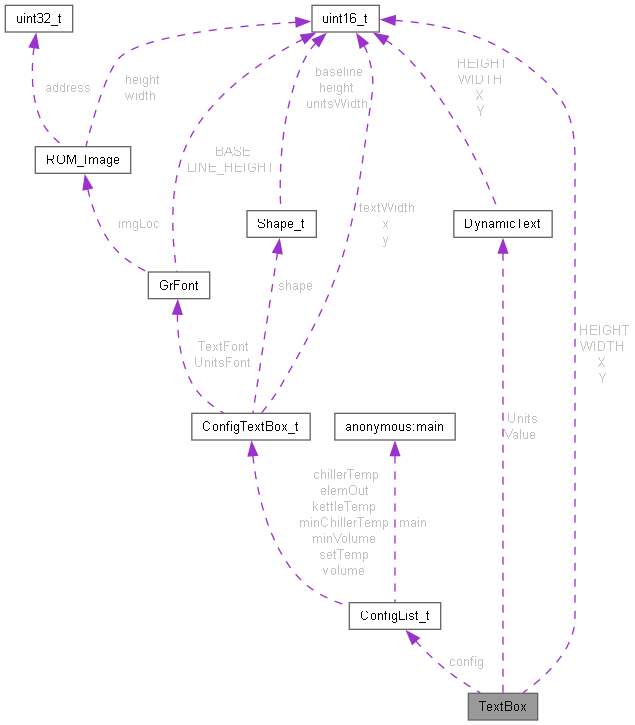 uint32_t
uint16_t
address
height
width
baseline
height
unitsWidth
HEIGHT
WIDTH
X
Y
ROM_Image
BASE
LINE_HEIGHT
imgLoc
textWidth
x
y
Shape_t
DynamicText
GrFont
shape
TextFont
UnitsFont
HEIGHT
WIDTH
X
Y
ConfigTextBox_t
anonymous:main
Units
Value
chillerTemp
elemOut
kettleTemp
minChillerTemp
minVolume
setTemp
volume
main
ConfigList_t
config
TextBox